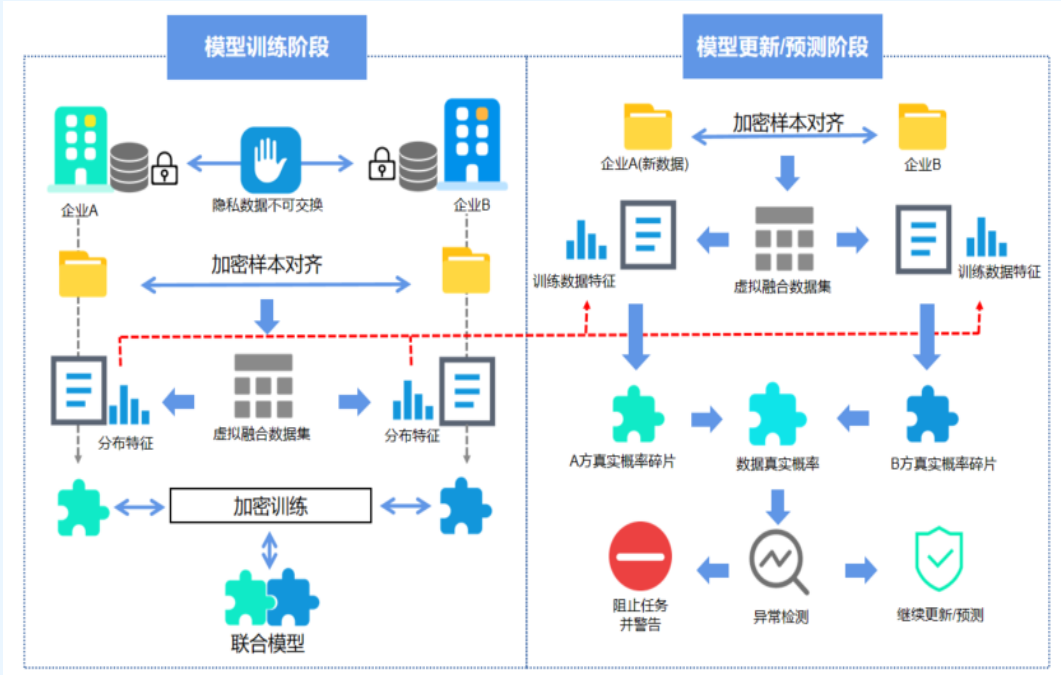 模型训练阶段
企业A
隐私数据不可交换
企业B
加密样本对齐
分布特征
虚拟融合数据集
分布特征
加密训练
联合模型
模型更新/预测阶段
加密样本对齐
企业A(新数据)
企业B
训练数据特征
虚拟融合数据集
训练数据特征
A方真实概率碎片
数据真实概率
B方真实概率碎片
阻止任务
并警告
异常检测
继续更新/预测